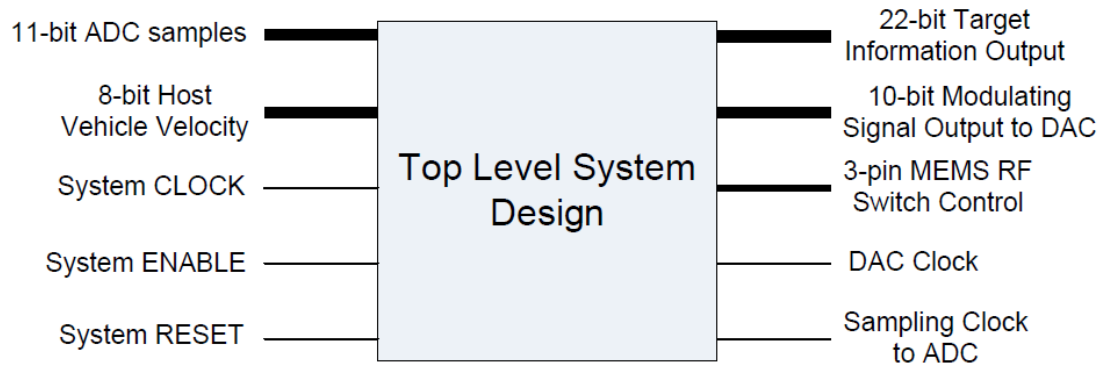 11-bit ADC samples
8-bit Host
Vehicle Velocity
System CLOCK
System ENABLE
System RESET
Top Level System
Design
22-bit Target
Information Output
10-bit Modulating
Signal Output to DAC
3-pin MEMS RF
Switch Control
DAC Clock
Sampling Clock
to ADC